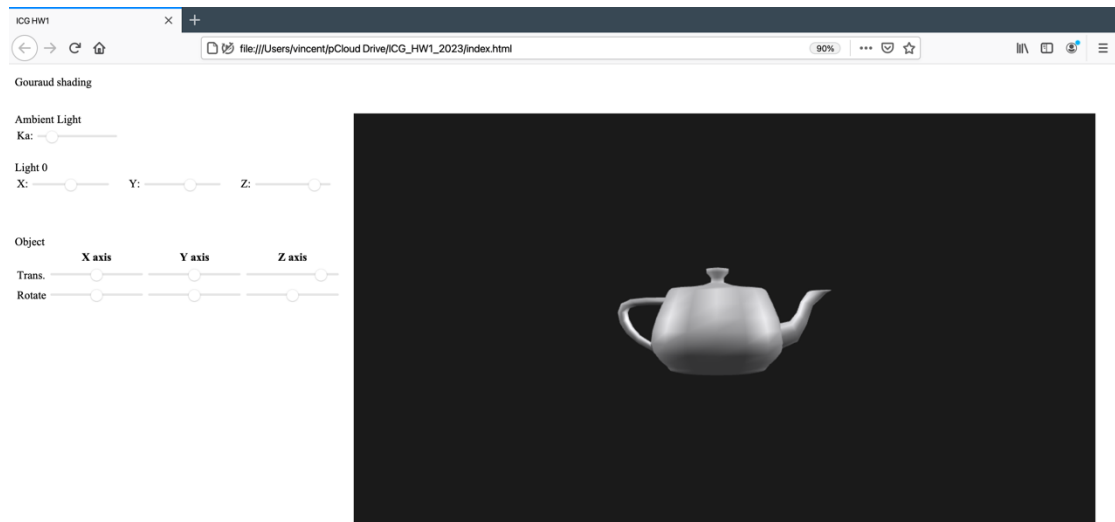 ICG HW1
file:///Users/vincent/pCloud Drive/ICG_HW1_2023/index.html
90%
Gouraud shading
Ambient Light
Ka:
Light 0
X: Y: Z:
Object
X axis Y axis Z axis
Trans.
Rotate